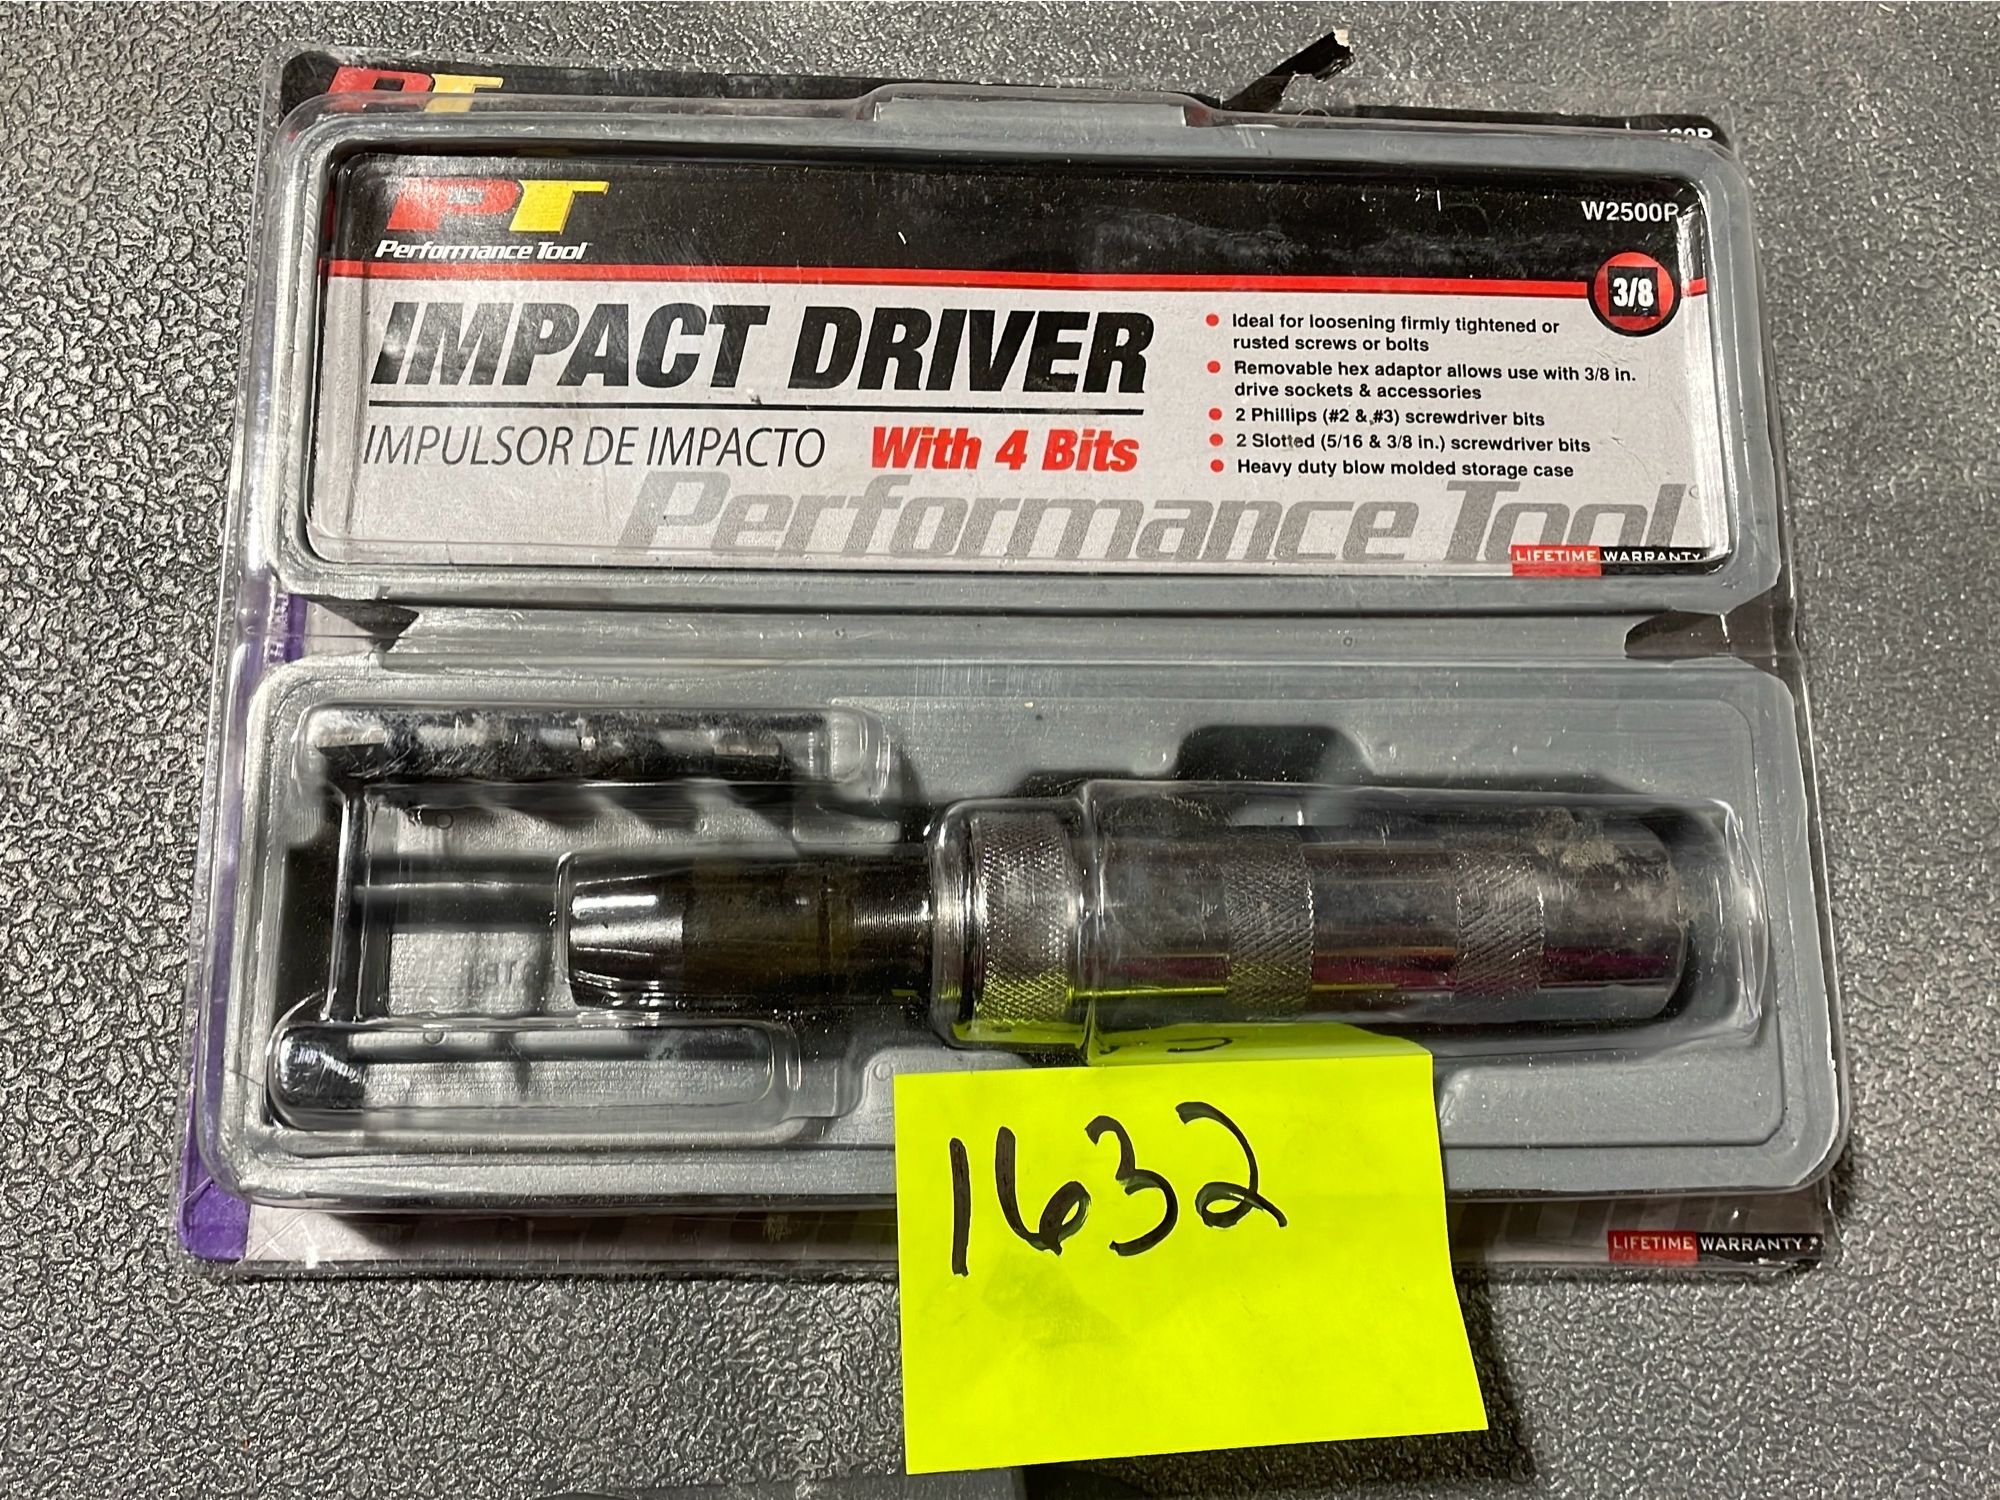 PT
PT
Performance Tool
W2500P
3/8
IMPACT DRIVER
IMPULSOR DE IMPACTO
With 4 Bits
Ideal for loosening firmly tightened or
rusted screws or bolts
Removable hex adaptor allows use with 3/8 in.
drive sockets & accessories
2 Phillips (#2 & #3) screwdriver bits
2 Slotted (5/16 & 3/8 in.) screwdriver bits
Heavy duty blow molded storage case
Performance Tool
LIFETIME WARRANTY
1632
LIFETIME WARRANTY*